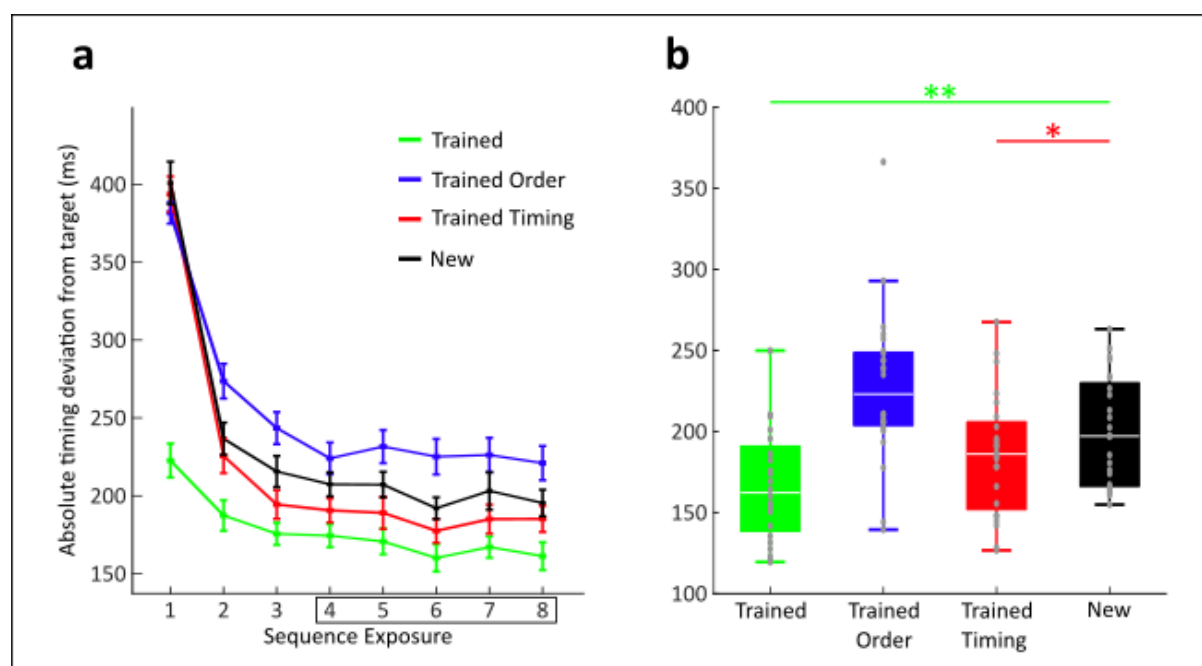 a
Absolute timing deviation from target (ms)
400
350
300
250
200
150
Trained
Trained Order
Trained Timing
New
1 2 3 4 5 6 7 8
Sequence Exposure
b
**
*
400
350
300
250
200
150
100
Trained
Trained Order
Trained Timing
New